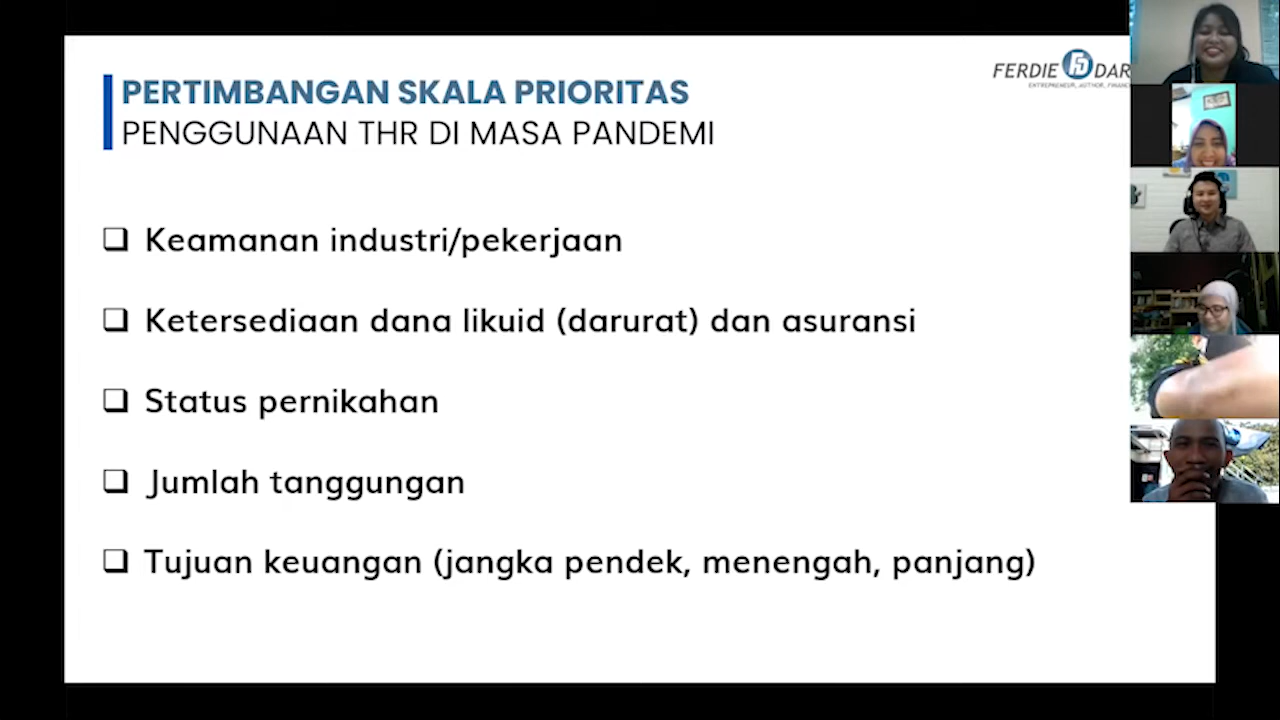 PERTIMBANGAN SKALA PRIORITAS
PENGGUNAAN THR DI MASA PANDEMI
FERDIE DAR
ENTREPRENEUR, AUTHOR, FINANC
Keamanan industri/pekerjaan
Ketersediaan dana likuid (darurat) dan asuransi
Status pernikahan
Jumlah tanggungan
Tujuan keuangan (jangka pendek, menengah, panjang)